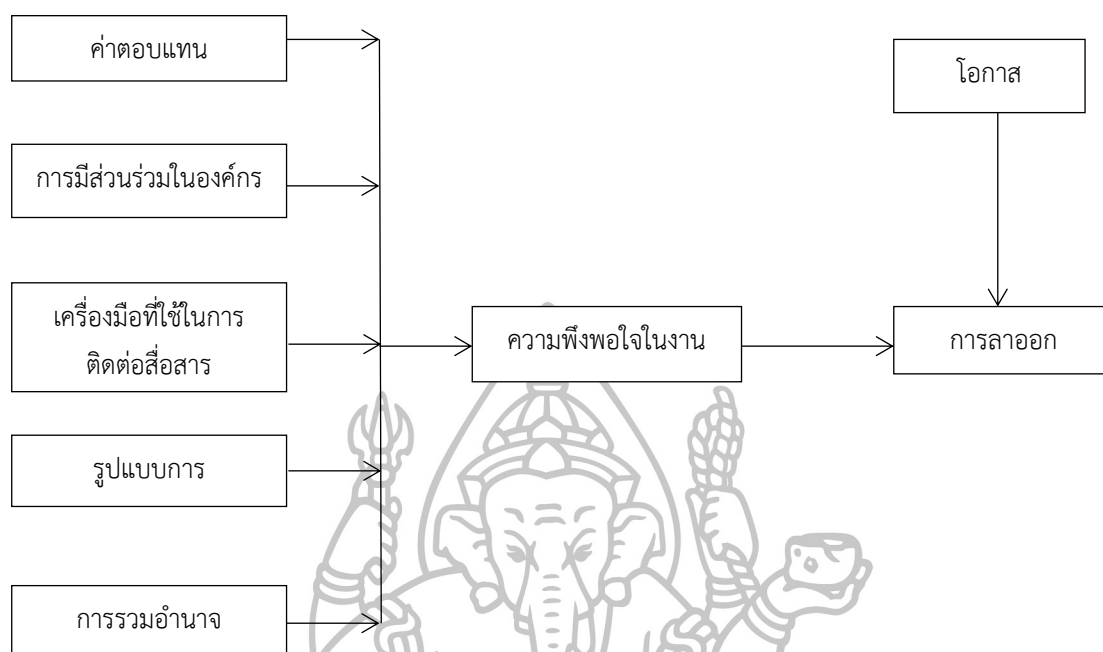 ค่าตอบแทน
โอกาส
การมีส่วนร่วมในองค์กร
เครื่องมือที่ใช้ในการ
ติดต่อสื่อสาร
ความพึงพอใจในงาน
การลาออก
รูปแบบการ
การรวมอำนาจ